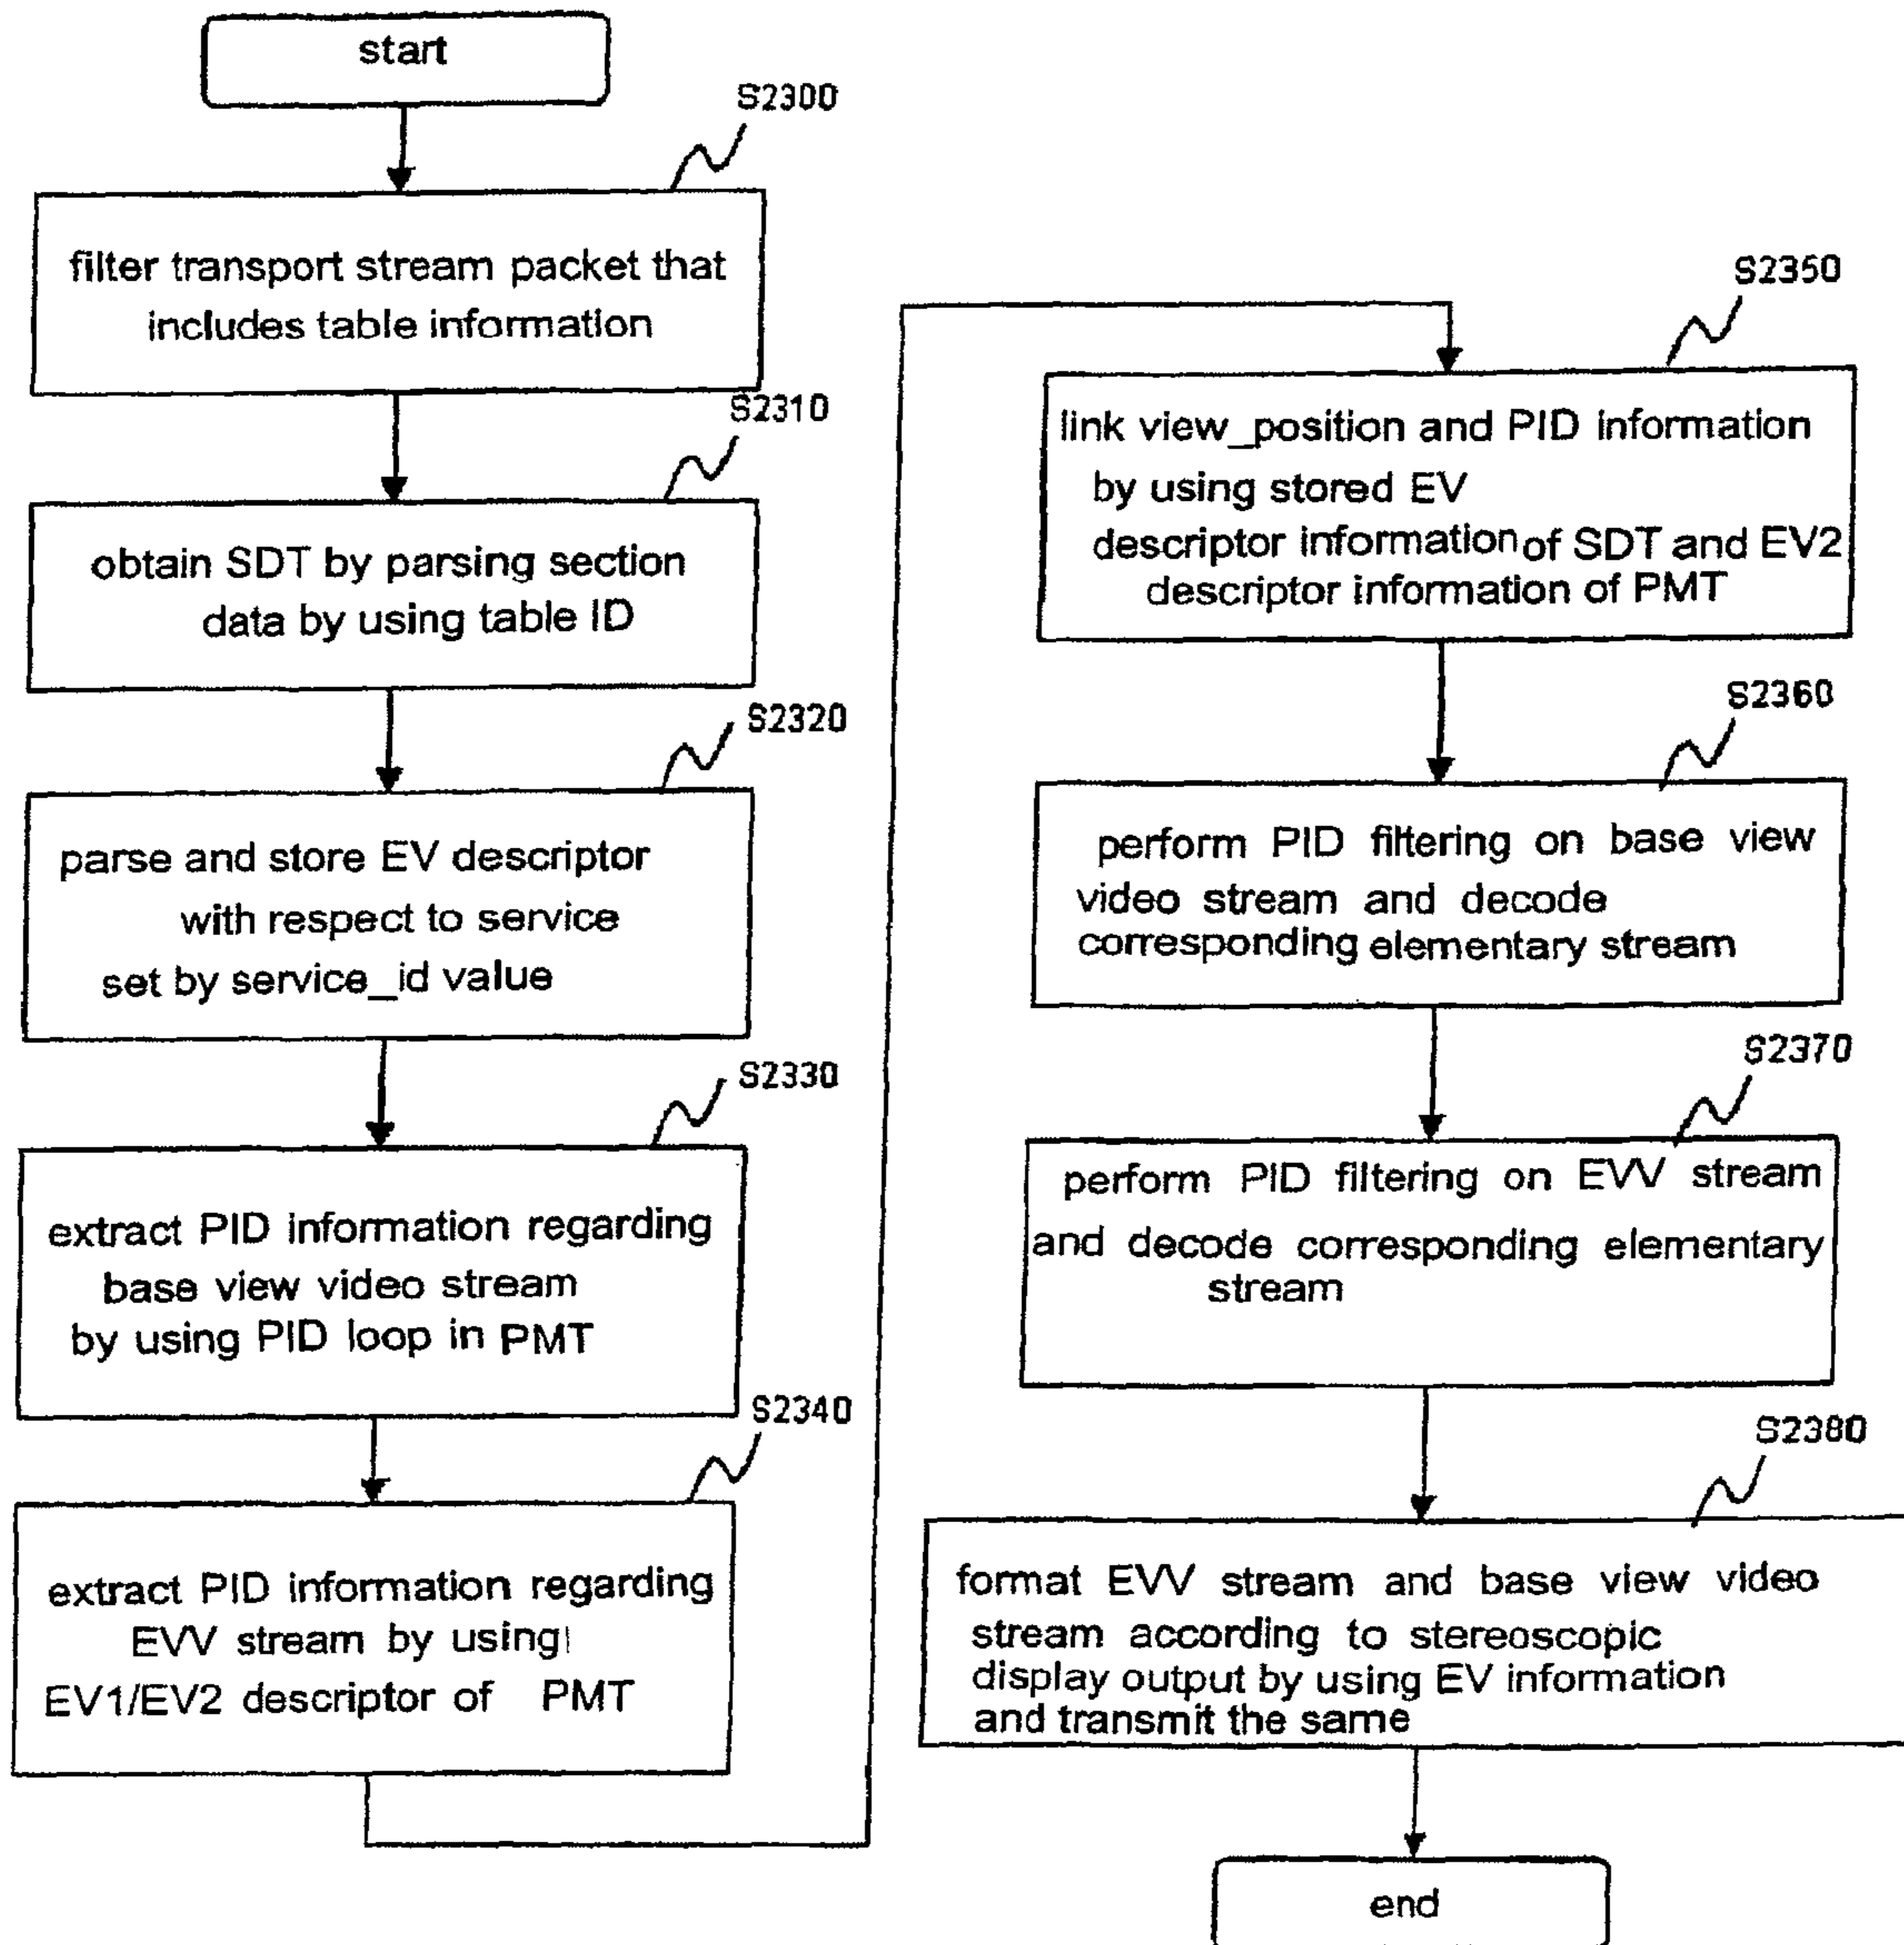 start
S2300
filter transport stream packet that
includes table information
S2310
obtain SDT by parsing section
data by using table ID
S2320
parse and store EV descriptor
with respect to service
set by service_id value
S2330
extract PID information regarding
base view video stream
by using PID loop in PMT
S2340
extract PID information regarding
EVV stream by using
EV1/EV2 descriptor of PMT
S2350
link view_position and PID information
by using stored EV
descriptor information of SDT and EV2
descriptor information of PMT
S2360
perform PID filtering on base view
video stream and decode
corresponding elementary stream
S2370
perform PID filtering on EVV stream
and decode corresponding elementary
stream
S2380
format EVV stream and base view video
stream according to stereoscopic
display output by using EV information
and transmit the same
end